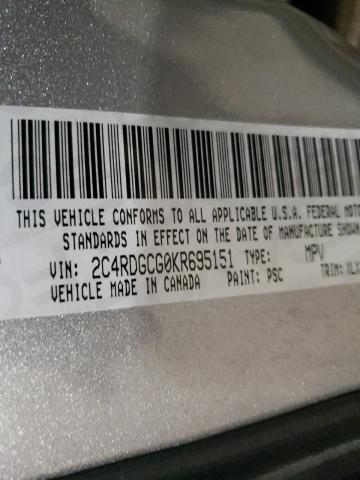 THIS VEHICLE CONFORMS TO ALL APPLICABLE U.S.A. FEDERAL MOTO
STANDARDS IN EFFECT ON THE DATE OF MANUFACTURE SHOWN
VIN: 2C4RDGCG0KR695151 TYPE: MPV
VEHICLE MADE IN CANADA PAINT: PSC TRIM: